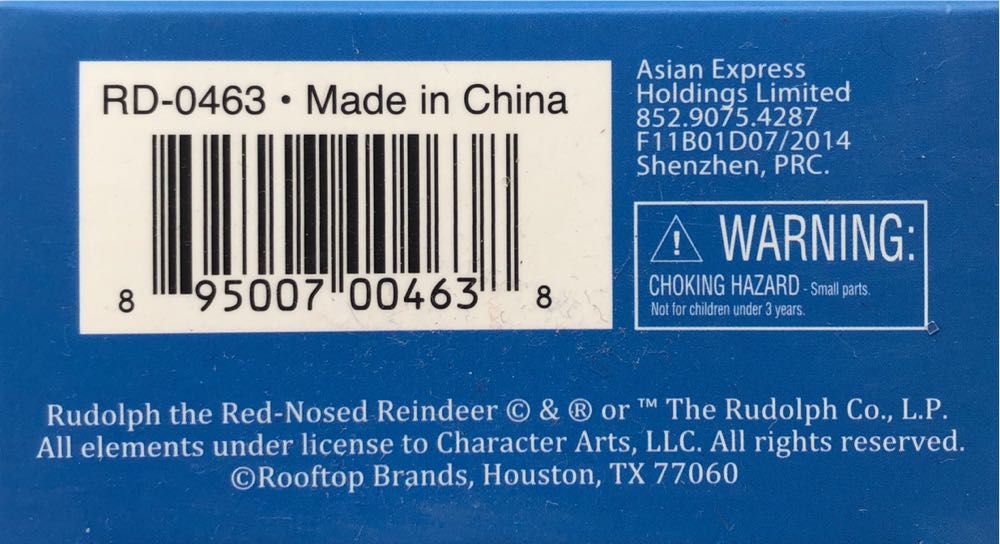 RD-0463 • Made in China
8 95007 00463 8
Asian Express
Holdings Limited
852.9075.4287
F11B01D07/2014
Shenzhen, PRC.
WARNING:
CHOKING HAZARD - Small parts.
Not for children under 3 years.
Rudolph the Red-Nosed Reindeer © & ® or ™ The Rudolph Co., L.P.
All elements under license to Character Arts, LLC. All rights reserved.
©Rooftop Brands, Houston, TX 77060